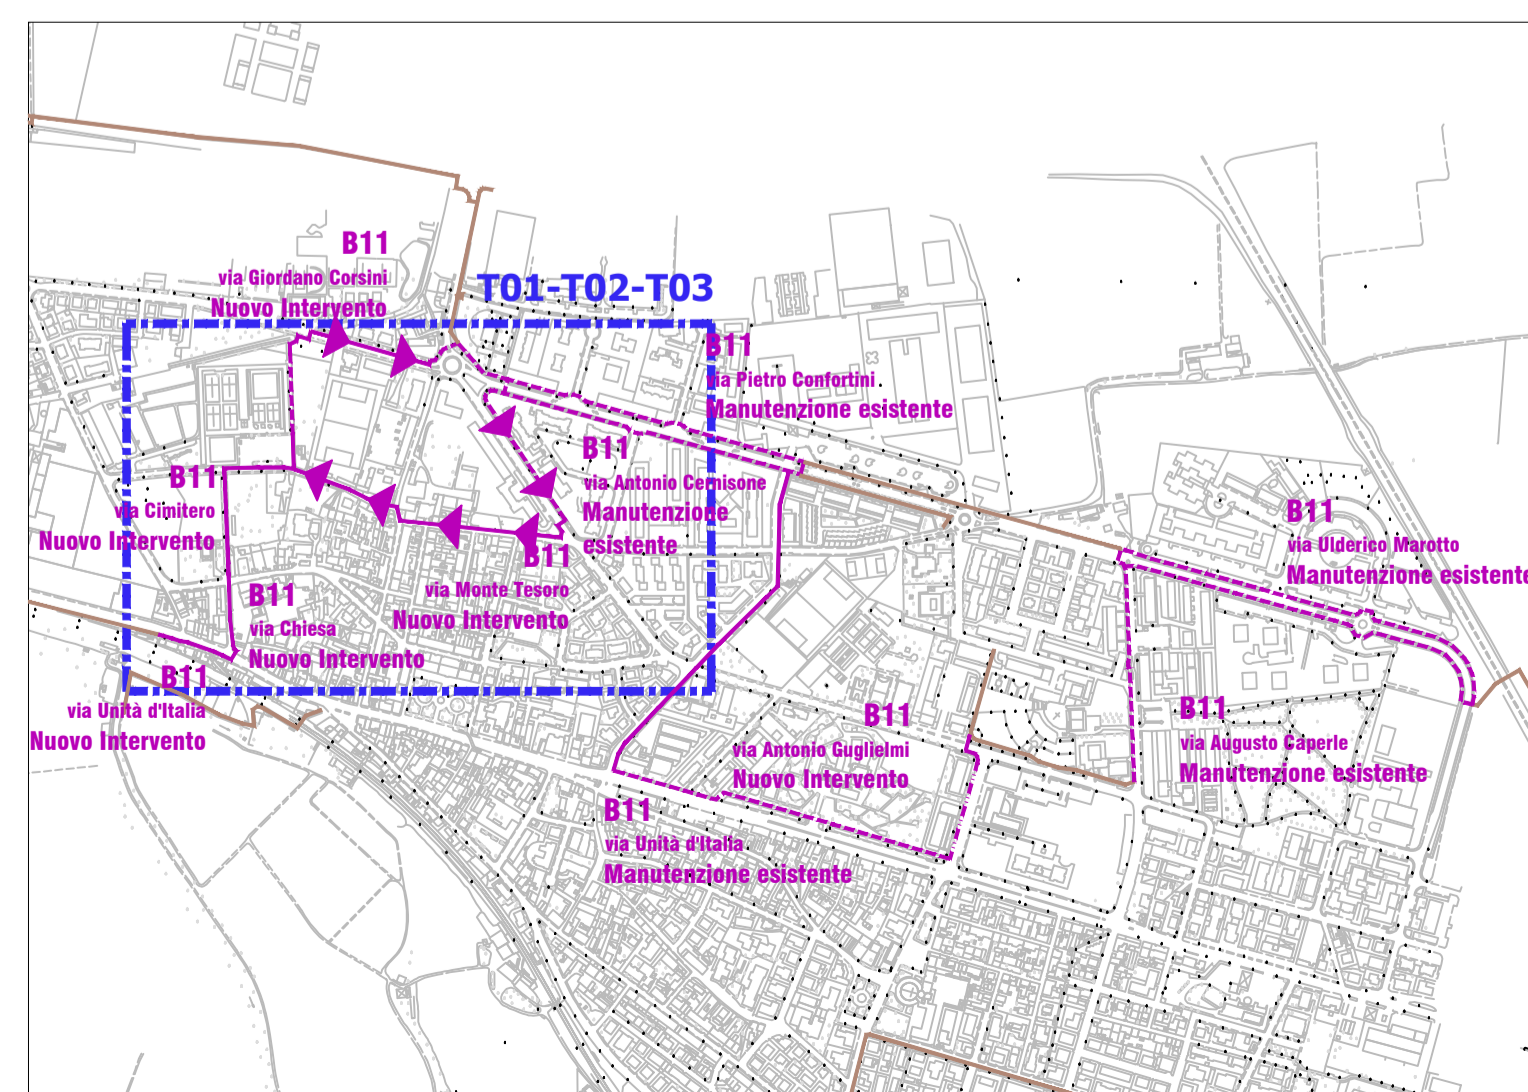 B11
via Giordano Corsini
Nuovo Intervento
T01-T02-T03
B11
via Pietro Confortini
Manutenzione esistente
B11
via Antonio Cernisone
Manutenzione
esistente
B11
via Cimitero
Nuovo Intervento
B11
via Ulderico Marotto
Manutenzione esistente
B11
via Monte Tesoro
Nuovo Intervento
B11
via Chiesa
Nuovo Intervento
B11
via Unità d'Italia
Nuovo Intervento
B11
via Antonio Guglielmi
Nuovo Intervento
B11
via Augusto Caperle
Manutenzione esistente
B11
via Unità d'Italia
Manutenzione esistente